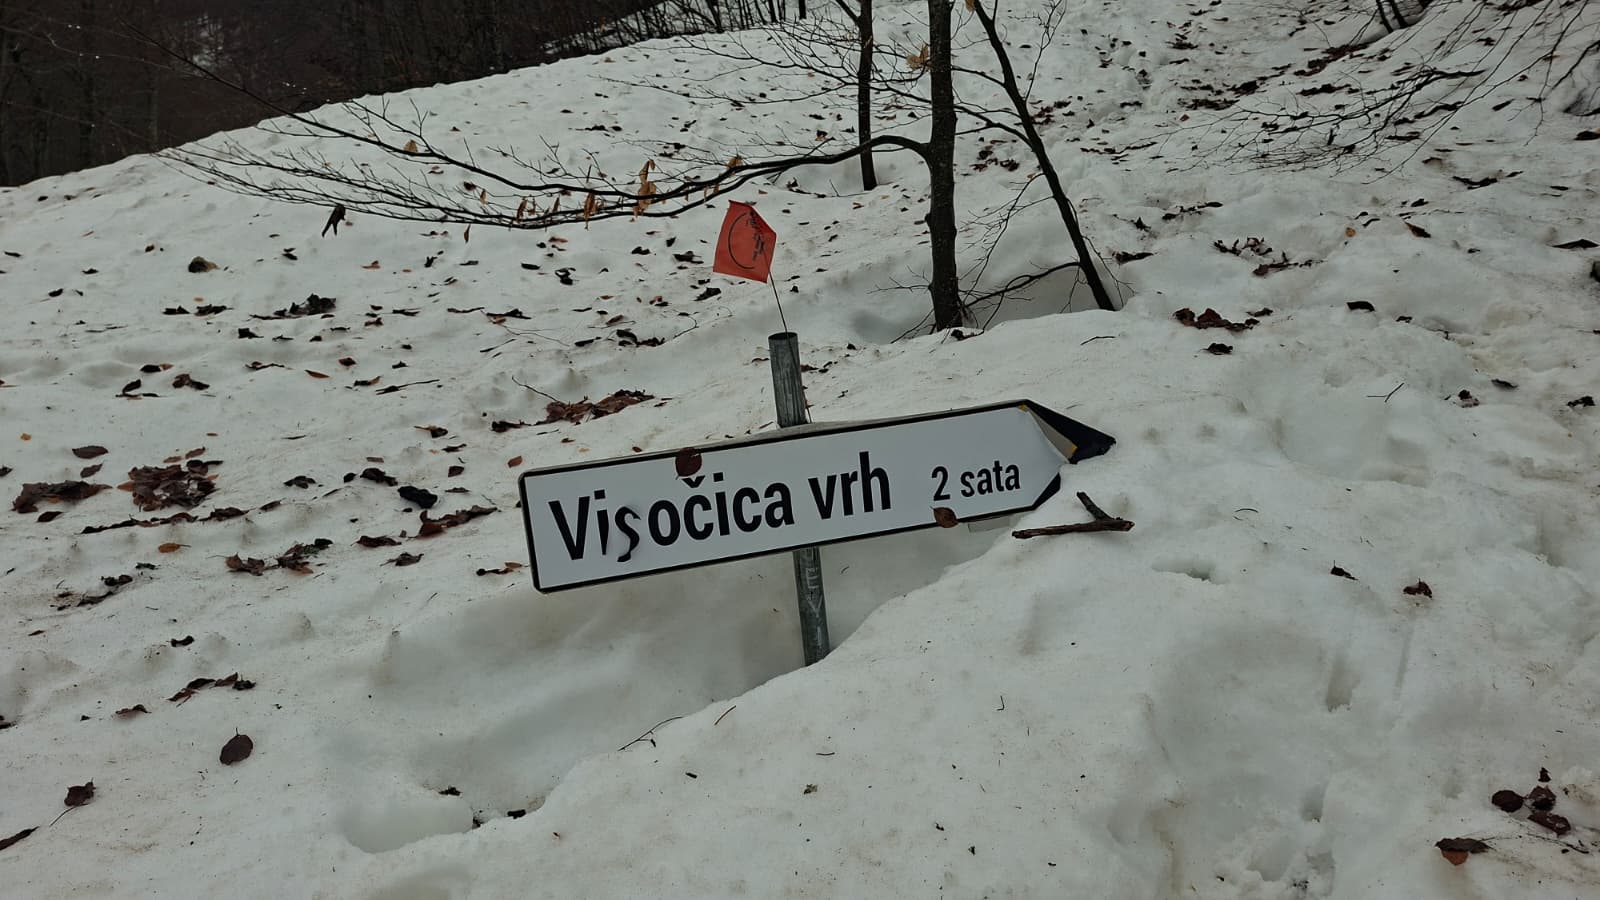 Visočica vrh 2 sata